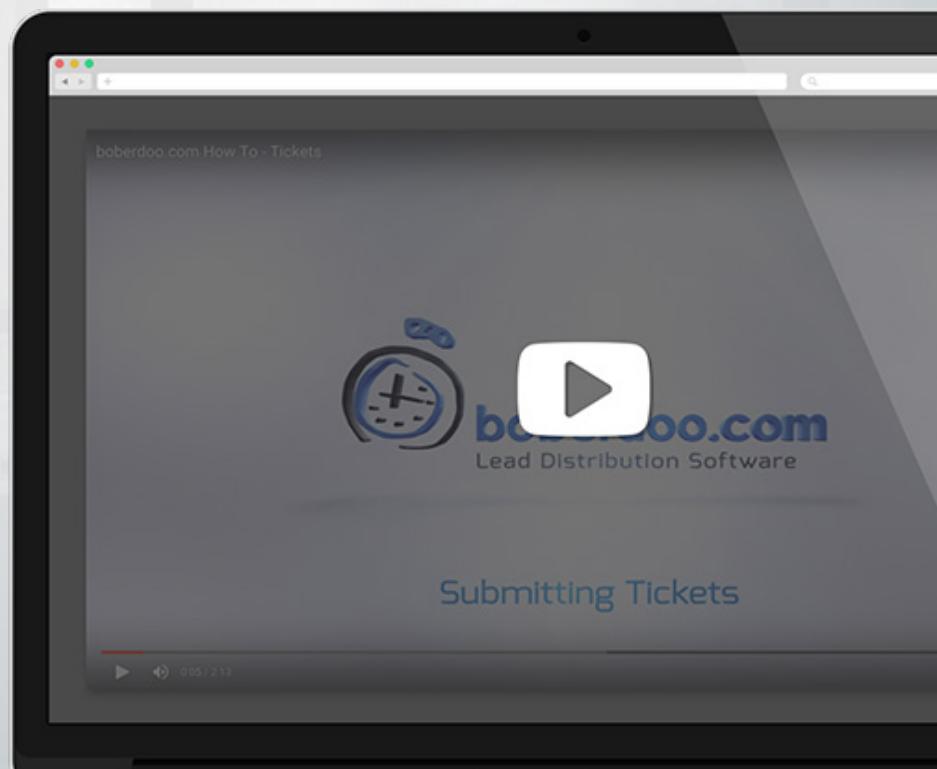 boberdoo.com How To - Tickets
boberdoo.com
Lead Distribution Software
Submitting Tickets
0:05 / 2:13